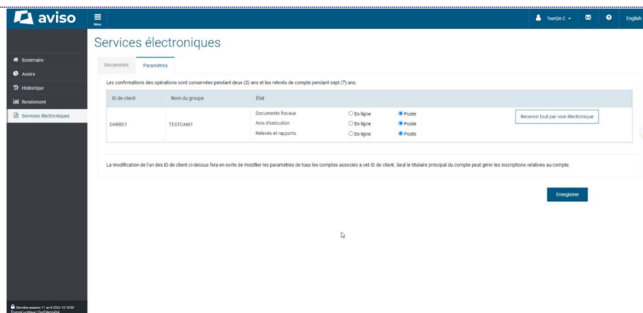 aviso
Menu
TestQA 2
English
Services électroniques
Sommaire
Avoirs
Historique
Rendement
Services électroniques
Documents
Paramètres
Les confirmations des opérations sont conservées pendant deux (2) ans et les relevés de compte pendant sept (7) ans.
ID de client Nom du groupe État
DARRD1 TESTCAM1
Documents fiscaux En ligne Poste
Avis d'exécution En ligne Poste
Relevés et rapports En ligne Poste
Recevoir tout par voie électronique
La modification de l'un des ID de client ci-dessus fera en sorte de modifier les paramètres de tous les comptes associés à cet ID de client. Seul le titulaire principal du compte peut gérer les inscriptions relatives au compte.
Enregistrer